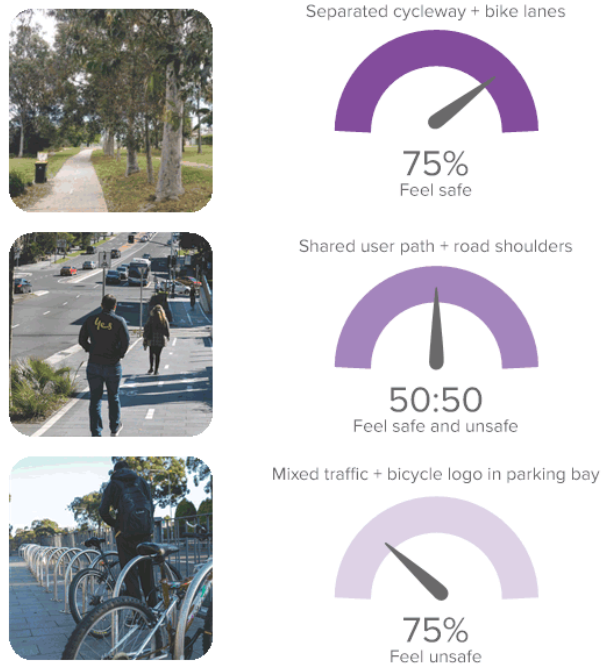 Separated cycleway + bike lanes
75%
Feel safe
Shared user path + road shoulders
Yes
50:50
Feel safe and unsafe
Mixed traffic + bicycle logo in parking bay
75%
Feel unsafe